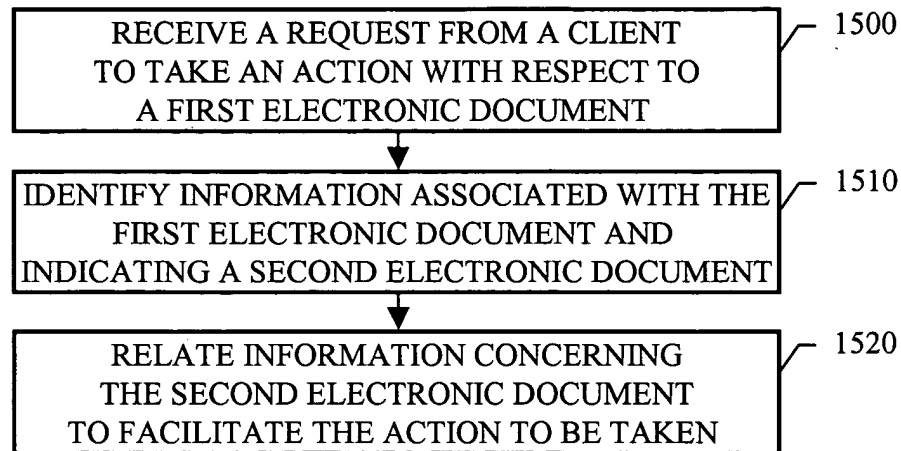 RECEIVE A REQUEST FROM A CLIENT
TO TAKE AN ACTION WITH RESPECT TO
A FIRST ELECTRONIC DOCUMENT
1500
IDENTIFY INFORMATION ASSOCIATED WITH THE
FIRST ELECTRONIC DOCUMENT AND
INDICATING A SECOND ELECTRONIC DOCUMENT
1510
RELATE INFORMATION CONCERNING
THE SECOND ELECTRONIC DOCUMENT
TO FACILITATE THE ACTION TO BE TAKEN
1520